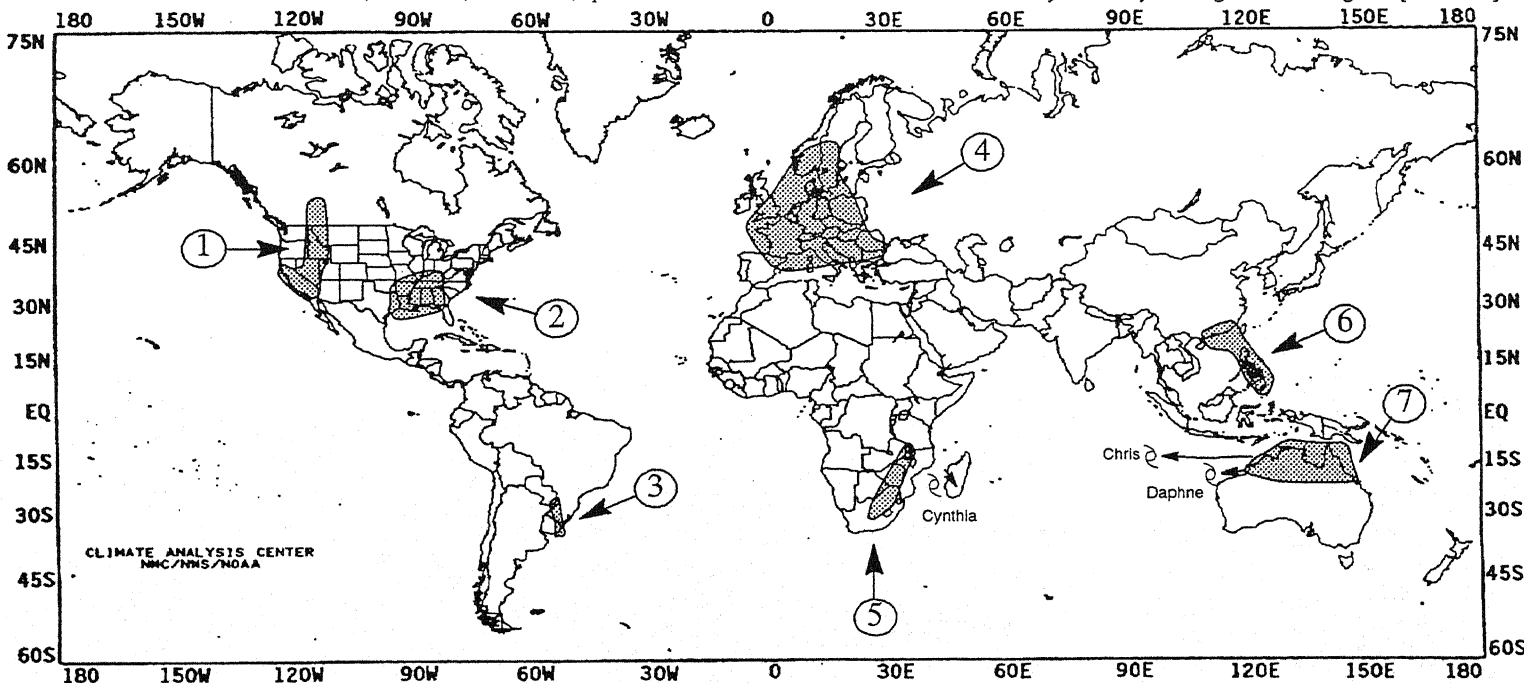 180 150W 120W 90W 60W 30W 0 30E 60E 90E 120E 150E 180
75N 75N
60N 60N
4
1
45N 45N
30N 30N
2
6
15N 15N
EQ EQ
7
15S 15S
Chris
Daphne
3
Cynthia
30S 30S
CLIMATE ANALYSIS CENTER
NMC/NWS/NOAA
45S 45S
5
60S 60S
180 150W 120W 90W 60W 30W 0 30E 60E 90E 120E 150E 180